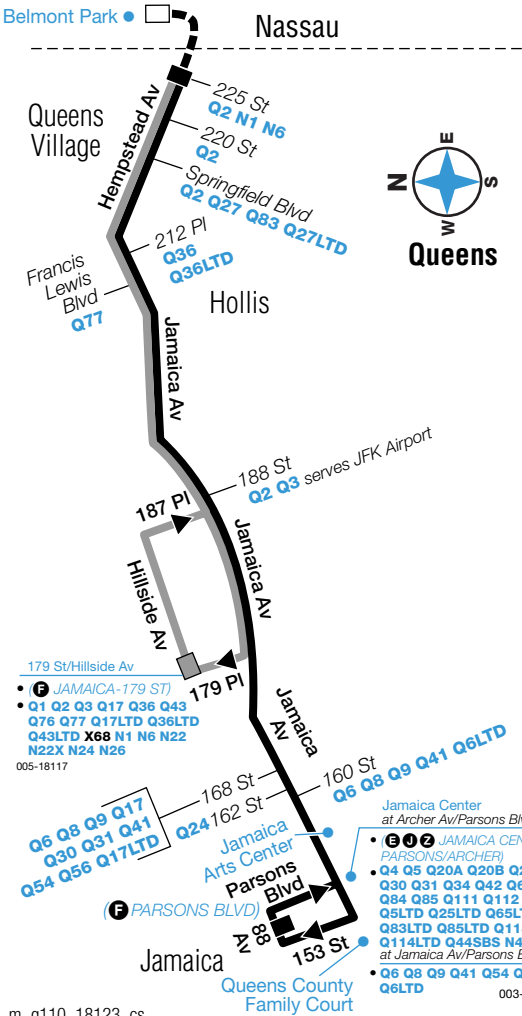 Belmont Park
Nassau
Queens
Village
Hempstead Av
225 St
Q2 N1 N6
220 St
Q2
Springfield Blvd
Q2 Q27 Q83 Q27LTD
N
E
S
W
Queens
212 Pl
Q36
Q36LTD
Francis
Lewis
Blvd
Q77
Hollis
Jamaica Av
188 St
Q2 Q3 serves JFK Airport
187 Pl
Hillside Av
Jamaica Av
179 Pl
179 St/Hillside Av
• (F JAMAICA-179 ST)
• Q1 Q2 Q3 Q17 Q36 Q43
Q76 Q77 Q17LTD Q36LTD
Q43LTD X68 N1 N6 N22
N22X N24 N26
005-18117
Jamaica
Av
160 St
Q6 Q8 Q9 Q41 Q6LTD
168 St
Q6 Q8 Q9 Q17
Q30 Q31 Q41
Q54 Q56 Q17LTD
Q24 162 St
Jamaica
Arts Center
Jamaica Center
at Archer Av/Parsons
• (E J Z JAMAICA
PARSONS/ARCHER)
• Q4 Q5 Q20A Q20B
Q30 Q31 Q34 Q42
Q84 Q85 Q111 Q112
Q5LTD Q25LTD
Q83LTD Q85LTD
Q114LTD Q44SBS
at Jamaica Av/Parsons
• Q6 Q8 Q9 Q41 Q54
Q6LTD
003-
Parsons
Blvd
(F PARSONS BLVD)
88
Av
153 St
Jamaica
Queens County
Family Court
m_q110_18123_cs